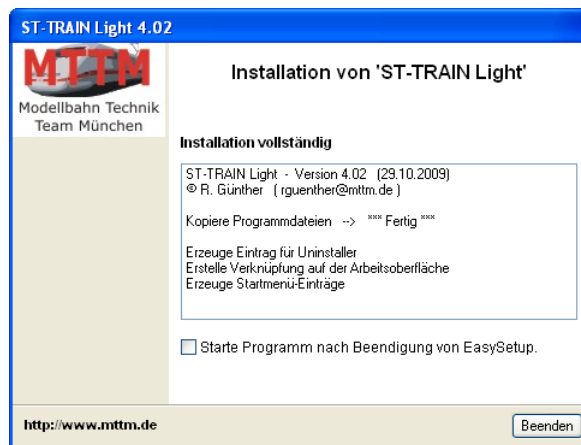 ST-TRAIN Light 4.02
MTTM
Modellbahn Technik
Team München
Installation von 'ST-TRAIN Light'
Installation vollständig
ST-TRAIN Light - Version 4.02 (29.10.2009)
© R. Günther ( rguenther@mttm.de )
Kopiere Programmdateien --> *** Fertig ***
Erzeuge Eintrag für Uninstaller
Erstelle Verknüpfung auf der Arbeitsoberfläche
Erzeuge Startmenü-Einträge
Starte Programm nach Beendigung von EasySetup.
http://www.mttm.de
Beenden